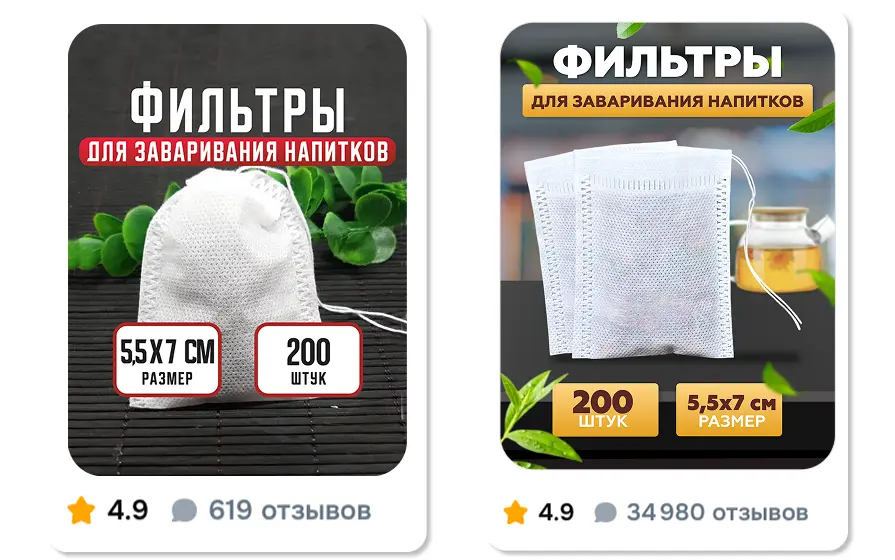 ФИЛЬТРЫ
ДЛЯ ЗАВАРИВАНИЯ НАПИТКОВ
5,5X7 СМ
РАЗМЕР
200
ШТУК
4.9
619 отзывов
ФИЛЬТРЫ
ДЛЯ ЗАВАРИВАНИЯ НАПИТКОВ
200
ШТУК
5,5x7 см
РАЗМЕР
4.9
34 980 отзывов